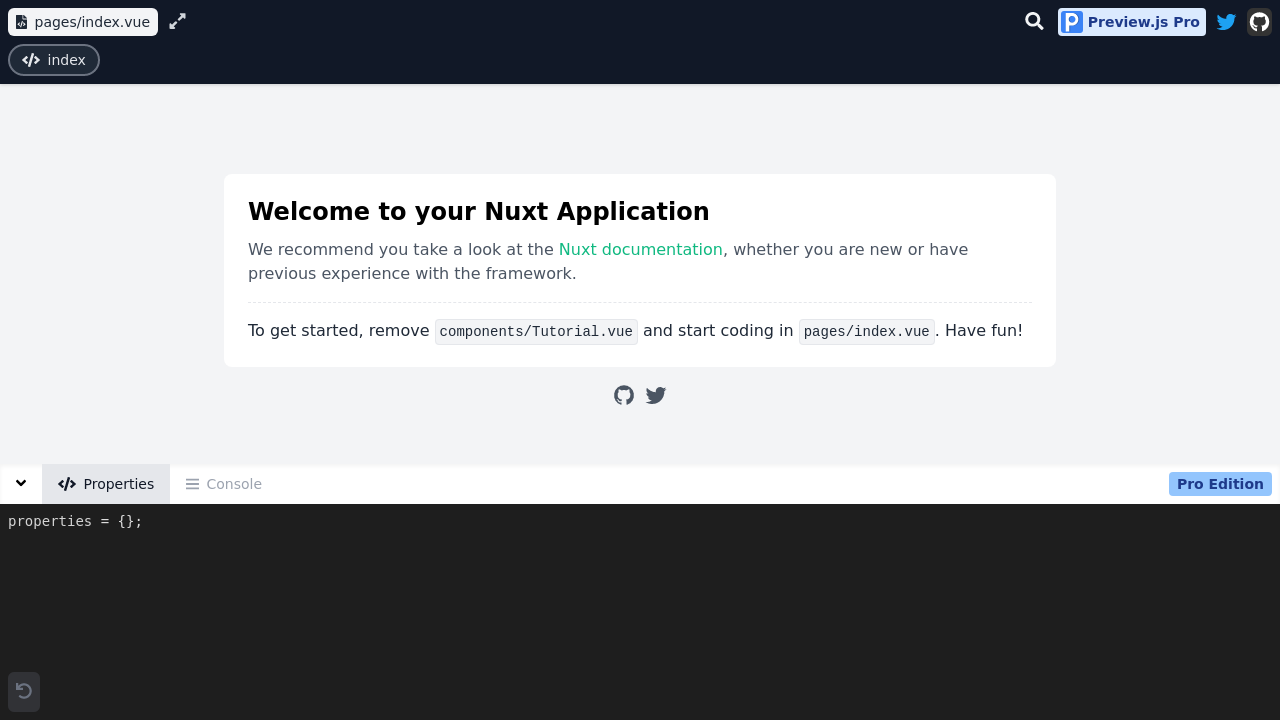 pages/index.vue
Preview.js Pro
index
Welcome to your Nuxt Application
We recommend you take a look at the Nuxt documentation, whether you are new or have
previous experience with the framework.
To get started, remove components/Tutorial.vue and start coding in pages/index.vue. Have fun!
Properties
Console
Pro Edition
properties = {};